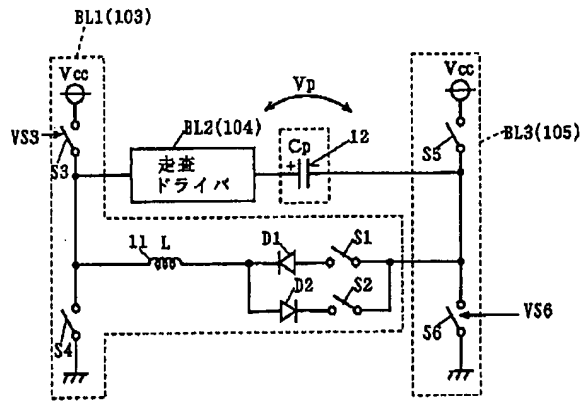 BL1(103)
Vcc
VS3
S3
BL2(104)
走査
ドライバ
Vp
Cp
+
−
12
Vcc
S5
BL3(105)
11 L
D1
S1
D2
S2
S4
S6
VS6